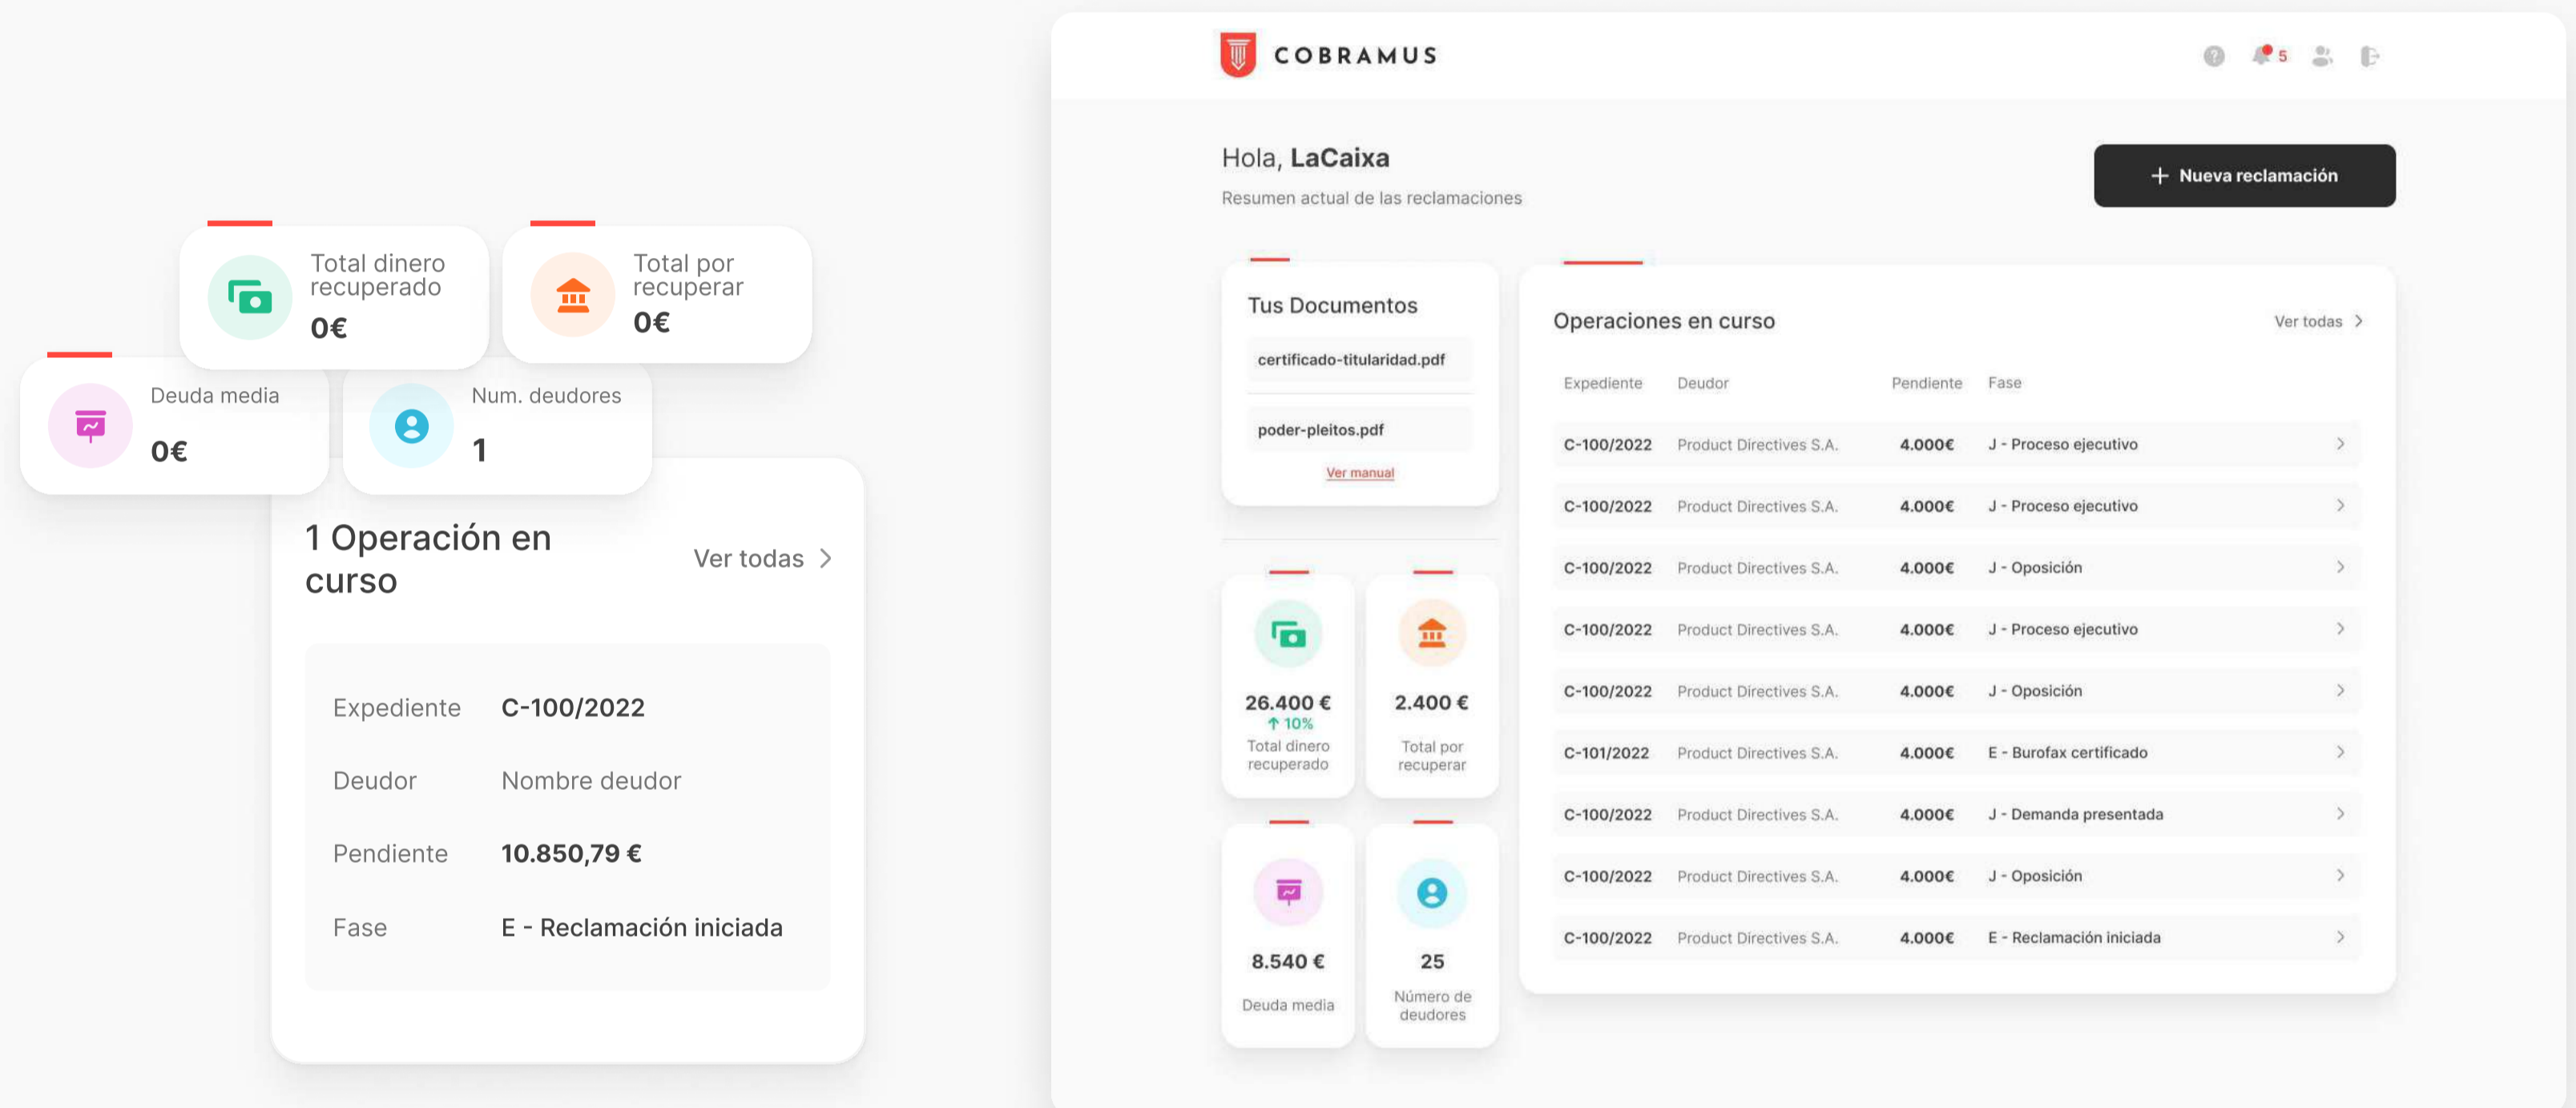 Total dinero
recuperado
0€
Total por
recuperar
0€
Deuda media
0€
Num. deudores
1
1 Operación en
curso
Ver todas
Expediente C-100/2022
Deudor Nombre deudor
Pendiente 10.850,79 €
Fase E - Reclamación iniciada
COBRAMUS
5
Hola, LaCaixa
Resumen actual de las reclamaciones
+ Nueva reclamación
Tus Documentos
certificado-titularidad.pdf
poder-pleitos.pdf
Ver manual
26.400 €
↑ 10%
Total dinero
recuperado
2.400 €
Total por
recuperar
8.540 €
Deuda media
25
Número de
deudores
Operaciones en curso
Ver todas
Expediente Deudor Pendiente Fase
C-100/2022 Product Directives S.A. 4.000€ J - Proceso ejecutivo
C-100/2022 Product Directives S.A. 4.000€ J - Proceso ejecutivo
C-100/2022 Product Directives S.A. 4.000€ J - Oposición
C-100/2022 Product Directives S.A. 4.000€ J - Proceso ejecutivo
C-100/2022 Product Directives S.A. 4.000€ J - Oposición
C-101/2022 Product Directives S.A. 4.000€ E - Burofax certificado
C-100/2022 Product Directives S.A. 4.000€ J - Demanda presentada
C-100/2022 Product Directives S.A. 4.000€ J - Oposición
C-100/2022 Product Directives S.A. 4.000€ E - Reclamación iniciada